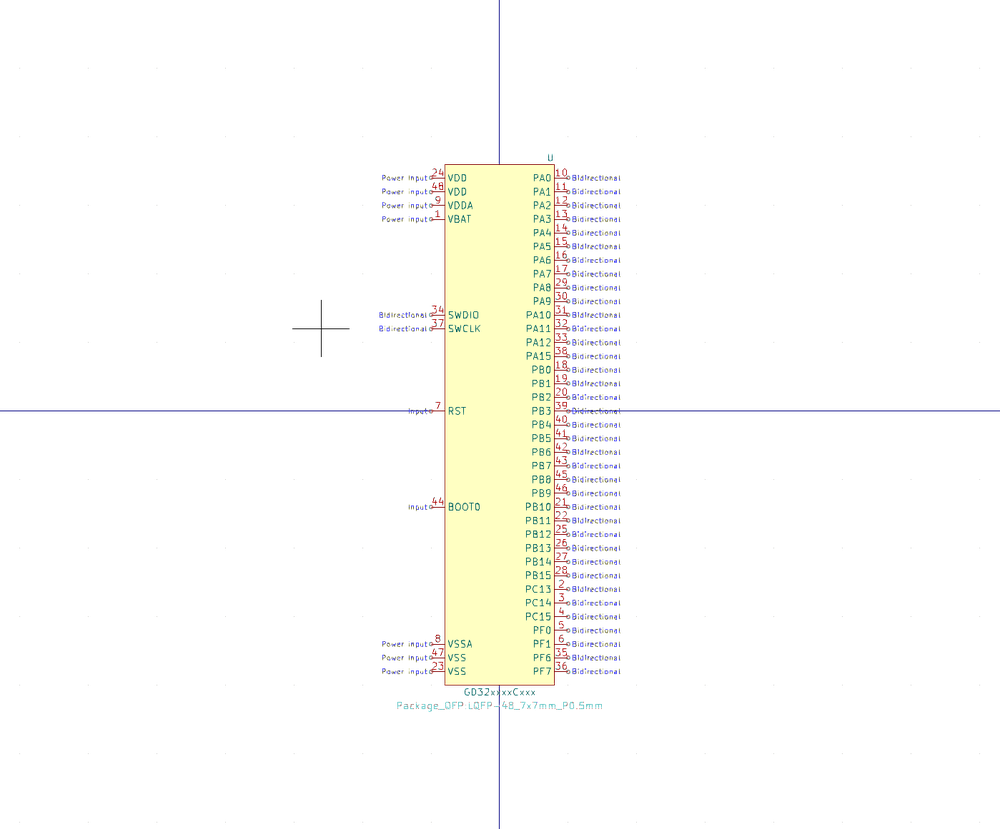 U
Power input 24 VDD PA0 10 Bidirectional
Power input 48 VDD PA1 11 Bidirectional
Power input 9 VDDA PA2 12 Bidirectional
Power input 1 VBAT PA3 13 Bidirectional
PA4 14 Bidirectional
PA5 15 Bidirectional
PA6 16 Bidirectional
PA7 17 Bidirectional
PA8 29 Bidirectional
PA9 30 Bidirectional
Bidirectional 34 SWDIO PA10 31 Bidirectional
Bidirectional 37 SWCLK PA11 32 Bidirectional
PA12 33 Bidirectional
PA15 38 Bidirectional
PB0 18 Bidirectional
PB1 19 Bidirectional
PB2 20 Bidirectional
Input 7 RST PB3 39 Bidirectional
PB4 40 Bidirectional
PB5 41 Bidirectional
PB6 42 Bidirectional
PB7 43 Bidirectional
PB8 45 Bidirectional
PB9 46 Bidirectional
Input 44 BOOT0 PB10 21 Bidirectional
PB11 22 Bidirectional
PB12 25 Bidirectional
PB13 26 Bidirectional
PB14 27 Bidirectional
PB15 28 Bidirectional
PC13 2 Bidirectional
PC14 3 Bidirectional
PC15 4 Bidirectional
PF0 5 Bidirectional
Power input 8 VSSA PF1 6 Bidirectional
Power input 47 VSS PF6 35 Bidirectional
Power input 23 VSS PF7 36 Bidirectional
GD32xxxxCxxx
Package_QFP:LQFP-48_7x7mm_P0.5mm